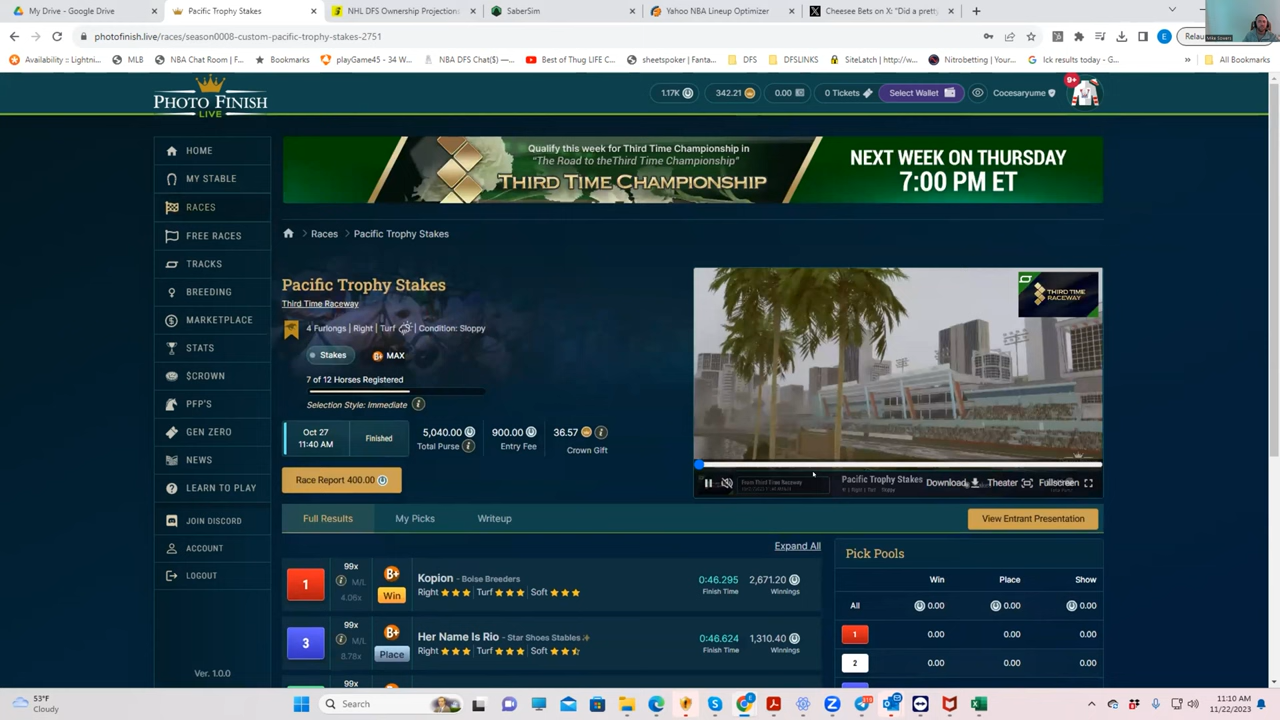 My Drive - Google Drive
Pacific Trophy Stakes
NHL DFS Ownership Projection
SaberSim
Yahoo NBA Lineup Optimizer
Cheesee Bets on X: "Did a prett
photofinish.live/races/season0008-custom-pacific-trophy-stakes-2751
Relau
Availability :: Lightni...
playGame45 - 34 W...
MLB
NBA Chat Room | F...
Bookmarks
NBA DFS Chat($) —...
Best of Thug LIFE C...
sheetspoker | Fanta...
DFS
DFSLINKS
SiteLatch | http://w...
Nitrobetting | Your...
Ick results today - G...
All Bookmarks
PHOTO FINISH
LIVE
1.17K
342.21
0.00
0 Tickets
Select Wallet
Cocesaryume
9+
HOME
MY STABLE
RACES
FREE RACES
TRACKS
BREEDING
MARKETPLACE
STATS
$CROWN
PFP'S
GEN ZERO
NEWS
LEARN TO PLAY
JOIN DISCORD
ACCOUNT
LOGOUT
Ver. 1.0.0
Qualify this week for Third Time Championship in
"The Road to theThird Time Championship"
THIRD TIME CHAMPIONSHIP
NEXT WEEK ON THURSDAY
7:00 PM ET
> Races > Pacific Trophy Stakes
Pacific Trophy Stakes
Third Time Raceway
4 Furlongs | Right | Turf | Condition: Sloppy
Stakes
B+ MAX
7 of 12 Horses Registered
Selection Style: Immediate
Oct 27
11:40 AM
Finished
5,040.00
Total Purse
900.00
Entry Fee
36.57
Crown Gift
Race Report 400.00
THIRD TIME
RACEWAY
Pacific Trophy Stakes
Download
Theater
Fullscreen
Full Results
My Picks
Writeup
View Entrant Presentation
Expand All
1
99x
M/L
4.06x
B+
Win
Kopion - Boise Breeders
Right Turf Soft
0:46.295
Finish Time
2,671.20
Winnings
3
99x
M/L
8.78x
B+
Place
Her Name Is Rio - Star Shoes Stables
Right Turf Soft
0:46.624
Finish Time
1,310.40
Winnings
99x
Pick Pools
Win Place Show
All 0.00 0.00 0.00
1 0.00 0.00 0.00
2 0.00 0.00 0.00
53°F
Cloudy
Search
11:10 AM
11/22/2023